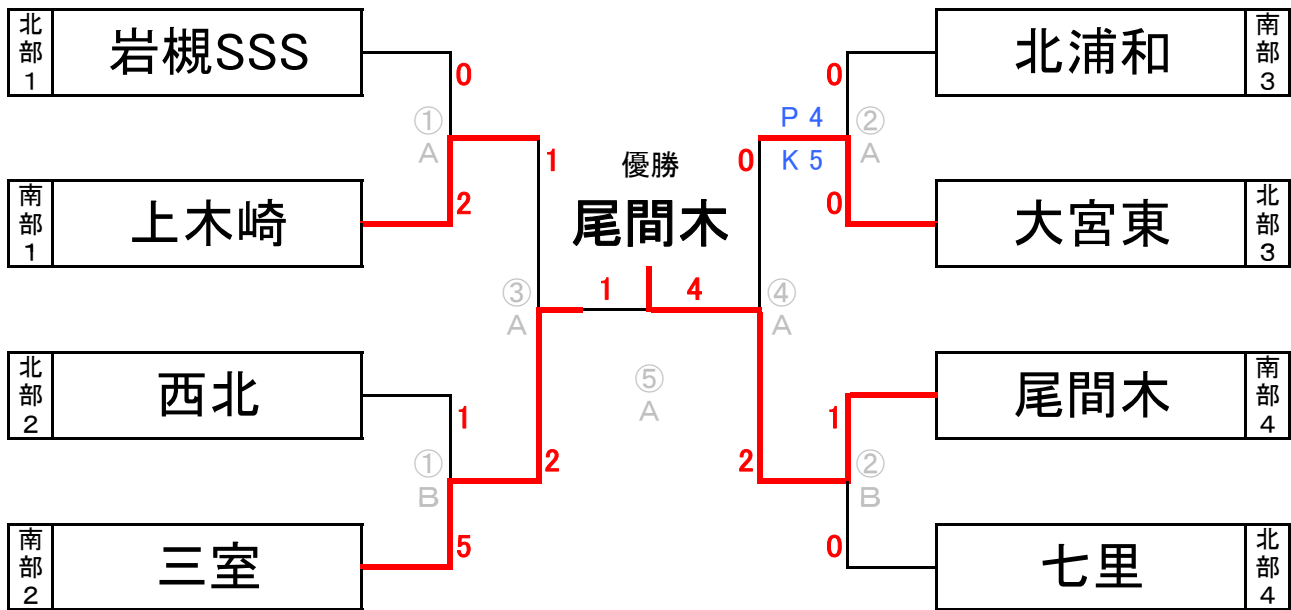 北部1 岩槻SSS
0
①A
南部1 上木崎
2
1
北部2 西北
1
①B
南部2 三室
5
2
③A
優勝
尾間木
1 4
⑤A
北浦和 南部3
0
P 4
K 5
②A
大宮東 北部3
0
0
④A
尾間木 南部4
1
②B
七里 北部4
0
2